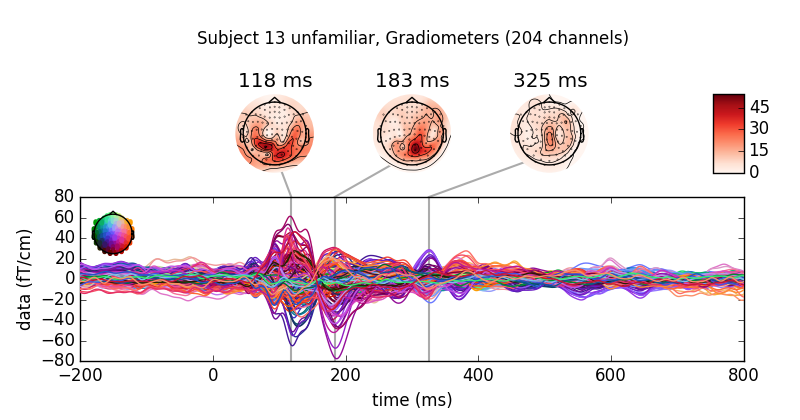 Subject 13 unfamiliar, Gradiometers (204 channels)
118 ms 183 ms 325 ms
45
30
15
0
80
60
40
20
0
−20
−40
−60
−80
data (fT/cm)
−200 0 200 400 600 800
time (ms)